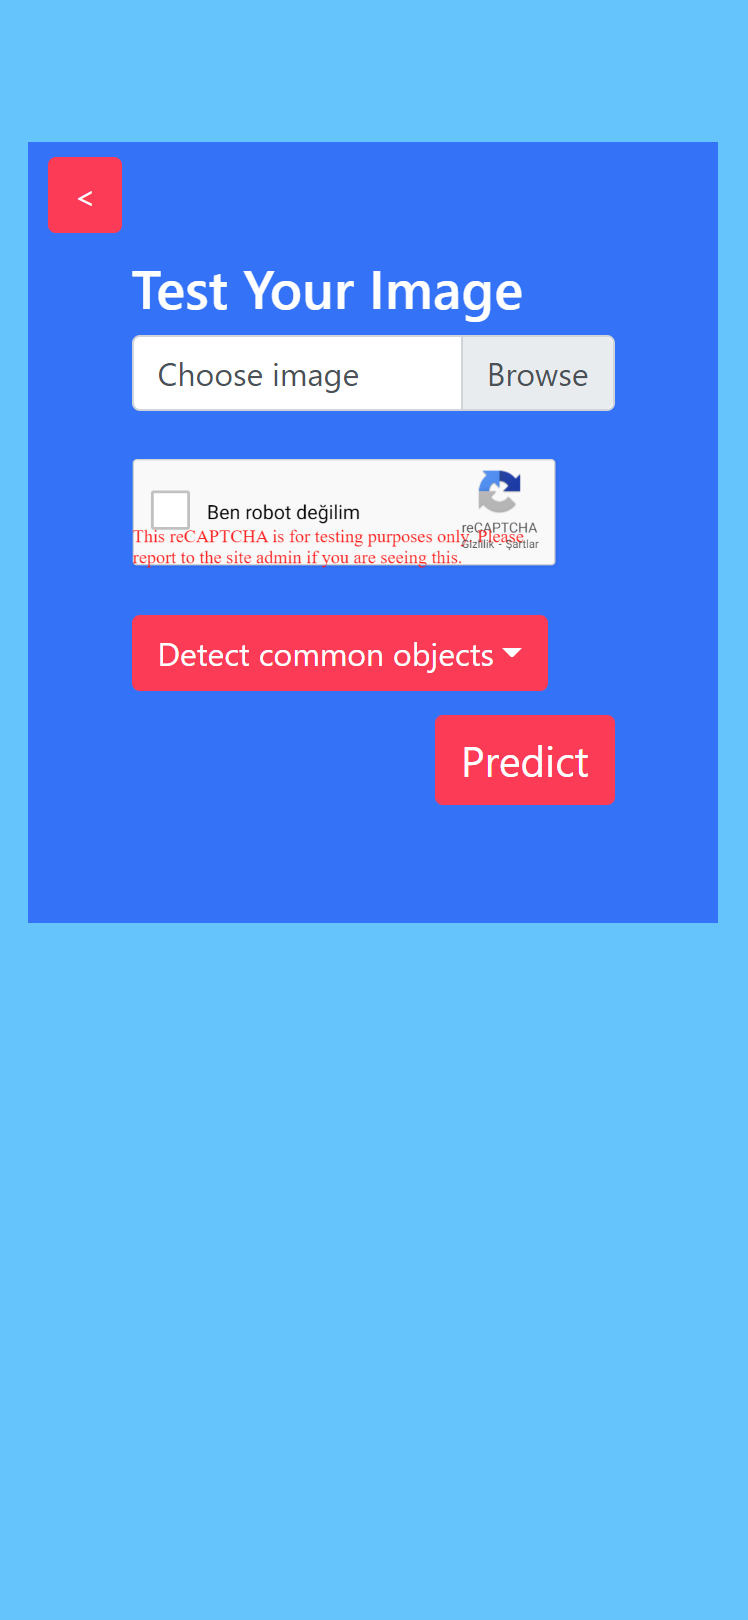 <
Test Your Image
Choose image Browse
Ben robot değilim
reCAPTCHA
Gizlilik - Şartlar
This reCAPTCHA is for testing purposes only. Please
report to the site admin if you are seeing this.
Detect common objects
Predict